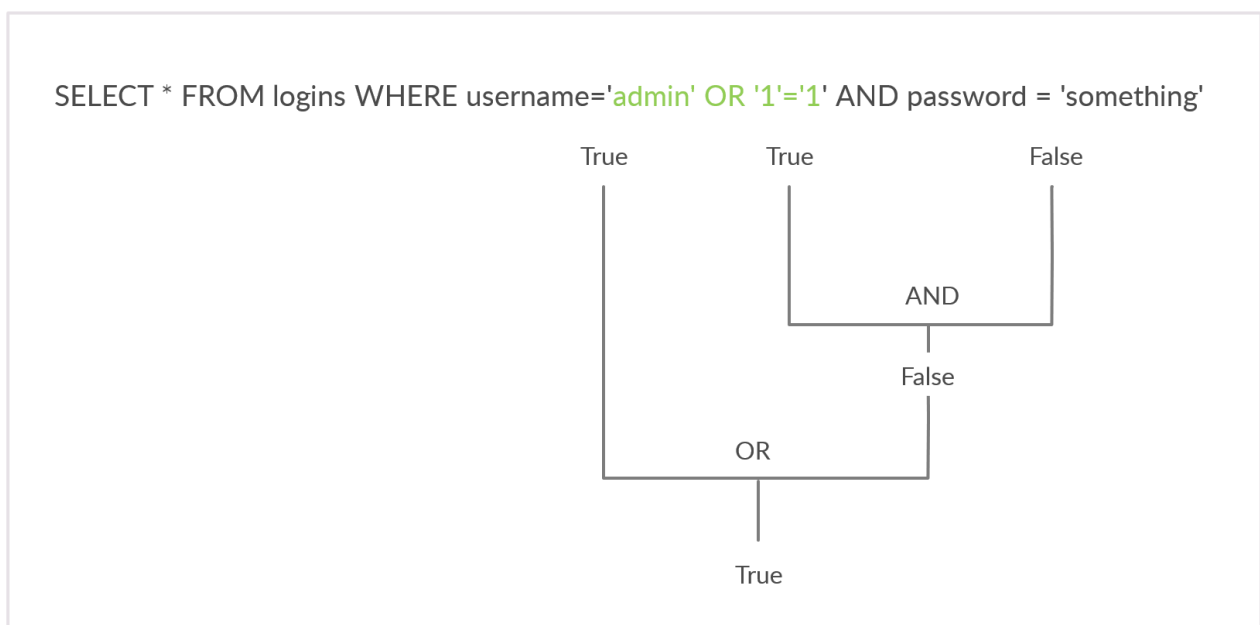 SELECT * FROM logins WHERE username='admin' OR '1'='1' AND password = 'something'
True True False
AND
False
OR
True